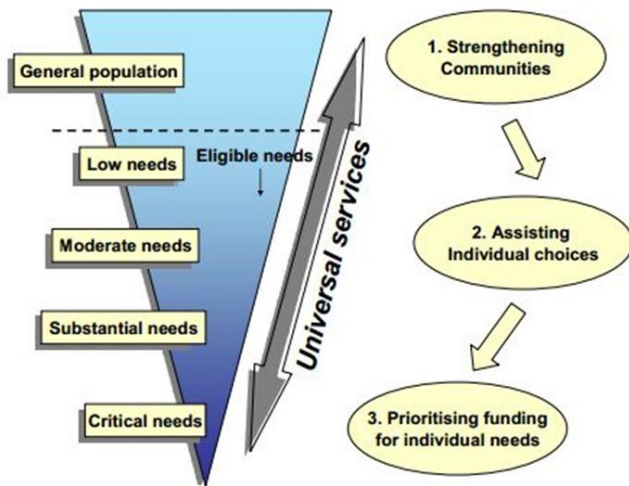 General population
Eligible needs
Low needs
Moderate needs
Substantial needs
Critical needs
Universal services
1. Strengthening
Communities
2. Assisting
Individual choices
3. Prioritising funding
for individual needs